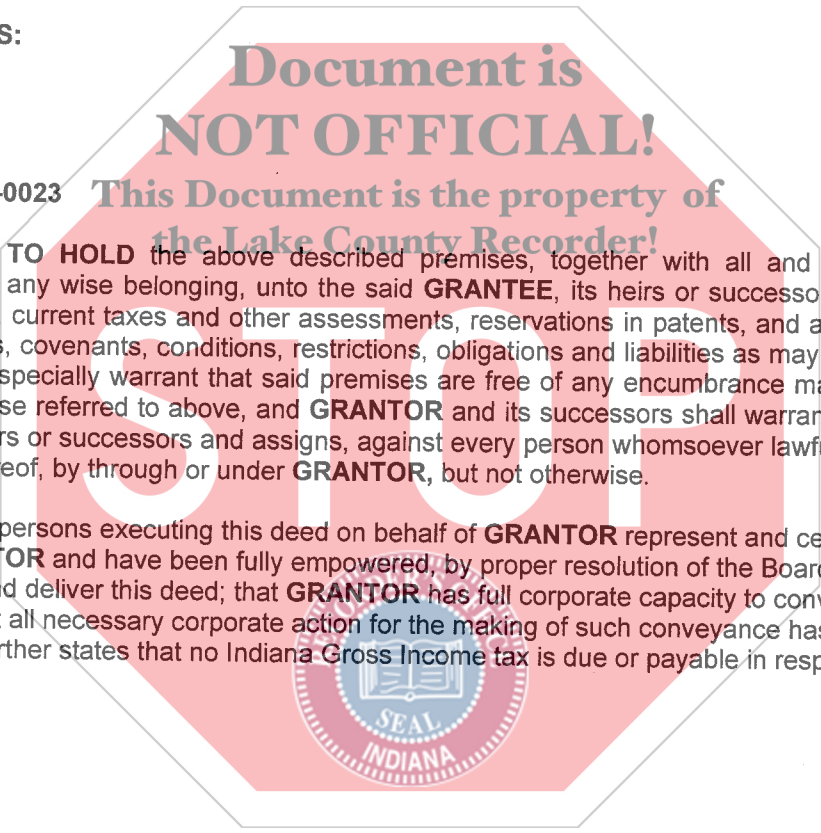 S:
Document is
NOT OFFICIAL!
-0023
This Document is the property of
the Lake County Recorder!
TO HOLD the above described premises, together with all and
any wise belonging, unto the said GRANTEE, its heirs or successo
current taxes and other assessments, reservations in patents, and a
s, covenants, conditions, restrictions, obligations and liabilities as may
specially warrant that said premises are free of any encumbrance ma
se referred to above, and GRANTOR and its successors shall warran
rs or successors and assigns, against every person whomsoever lawf
eof, by through or under GRANTOR, but not otherwise.
STOP
persons executing this deed on behalf of GRANTOR represent and ce
TOR and have been fully empowered, by proper resolution of the Boar
nd deliver this deed; that GRANTOR has full corporate capacity to conv
t all necessary corporate action for the making of such conveyance has
rther states that no Indiana Gross Income tax is due or payable in resp
RECORDER'S OFFICE
SEAL
INDIANA